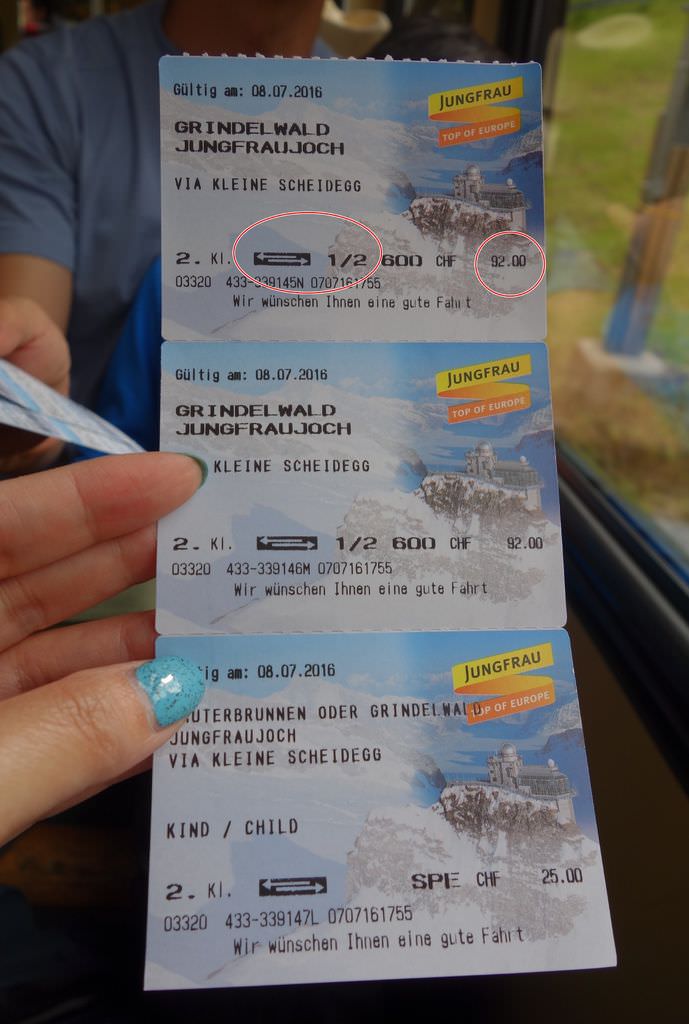 Gültig am: 08.07.2016
JUNGFRAU
TOP OF EUROPE
GRINDELWALD
JUNGFRAUJOCH
VIA KLEINE SCHEIDEGG
2. Kl. 1/2 600 CHF 92.00
03320 433-339145N 0707161755
Wir wünschen Ihnen eine gute Fahrt
Gültig am: 08.07.2016
JUNGFRAU
TOP OF EUROPE
GRINDELWALD
JUNGFRAUJOCH
KLEINE SCHEIDEGG
2. Kl. 1/2 600 CHF 92.00
03320 433-339146M 0707161755
Wir wünschen Ihnen eine gute Fahrt
tig am: 08.07.2016
JUNGFRAU
TOP OF EUROPE
AUTERBRUNNEN ODER GRINDELWALD
JUNGFRAUJOCH
VIA KLEINE SCHEIDEGG
KIND / CHILD
2. Kl. SPE CHF 25.00
03320 433-339147L 0707161755
Wir wünschen Ihnen eine gute Fahrt